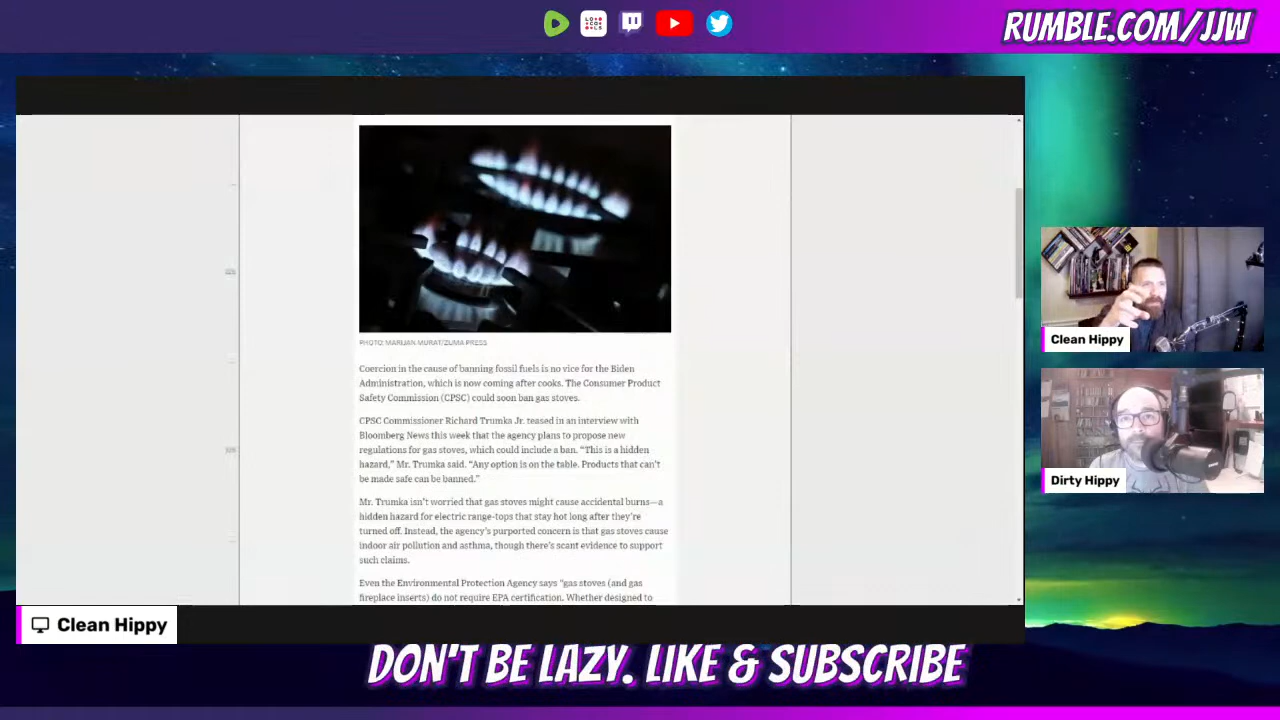 RUMBLE.COM/JJW
PHOTO: MARIJAN MURAT/ZUMA PRESS
Coercion in the cause of banning fossil fuels is no vice for the Biden
Administration, which is now coming after cooks. The Consumer Product
Safety Commission (CPSC) could soon ban gas stoves.
CPSC Commissioner Richard Trumka Jr. teased in an interview with
Bloomberg News this week that the agency plans to propose new
regulations for gas stoves, which could include a ban. “This is a hidden
hazard,” Mr. Trumka said. “Any option is on the table. Products that can’t
be made safe can be banned.”
Mr. Trumka isn’t worried that gas stoves might cause accidental burns—a
hidden hazard for electric range-tops that stay hot long after they’re
turned off. Instead, the agency’s purported concern is that gas stoves cause
indoor air pollution and asthma, though there’s scant evidence to support
such claims.
Even the Environmental Protection Agency says “gas stoves (and gas
fireplace inserts) do not require EPA certification. Whether designed to
Clean Hippy
Dirty Hippy
Clean Hippy
DON'T BE LAZY. LIKE & SUBSCRIBE